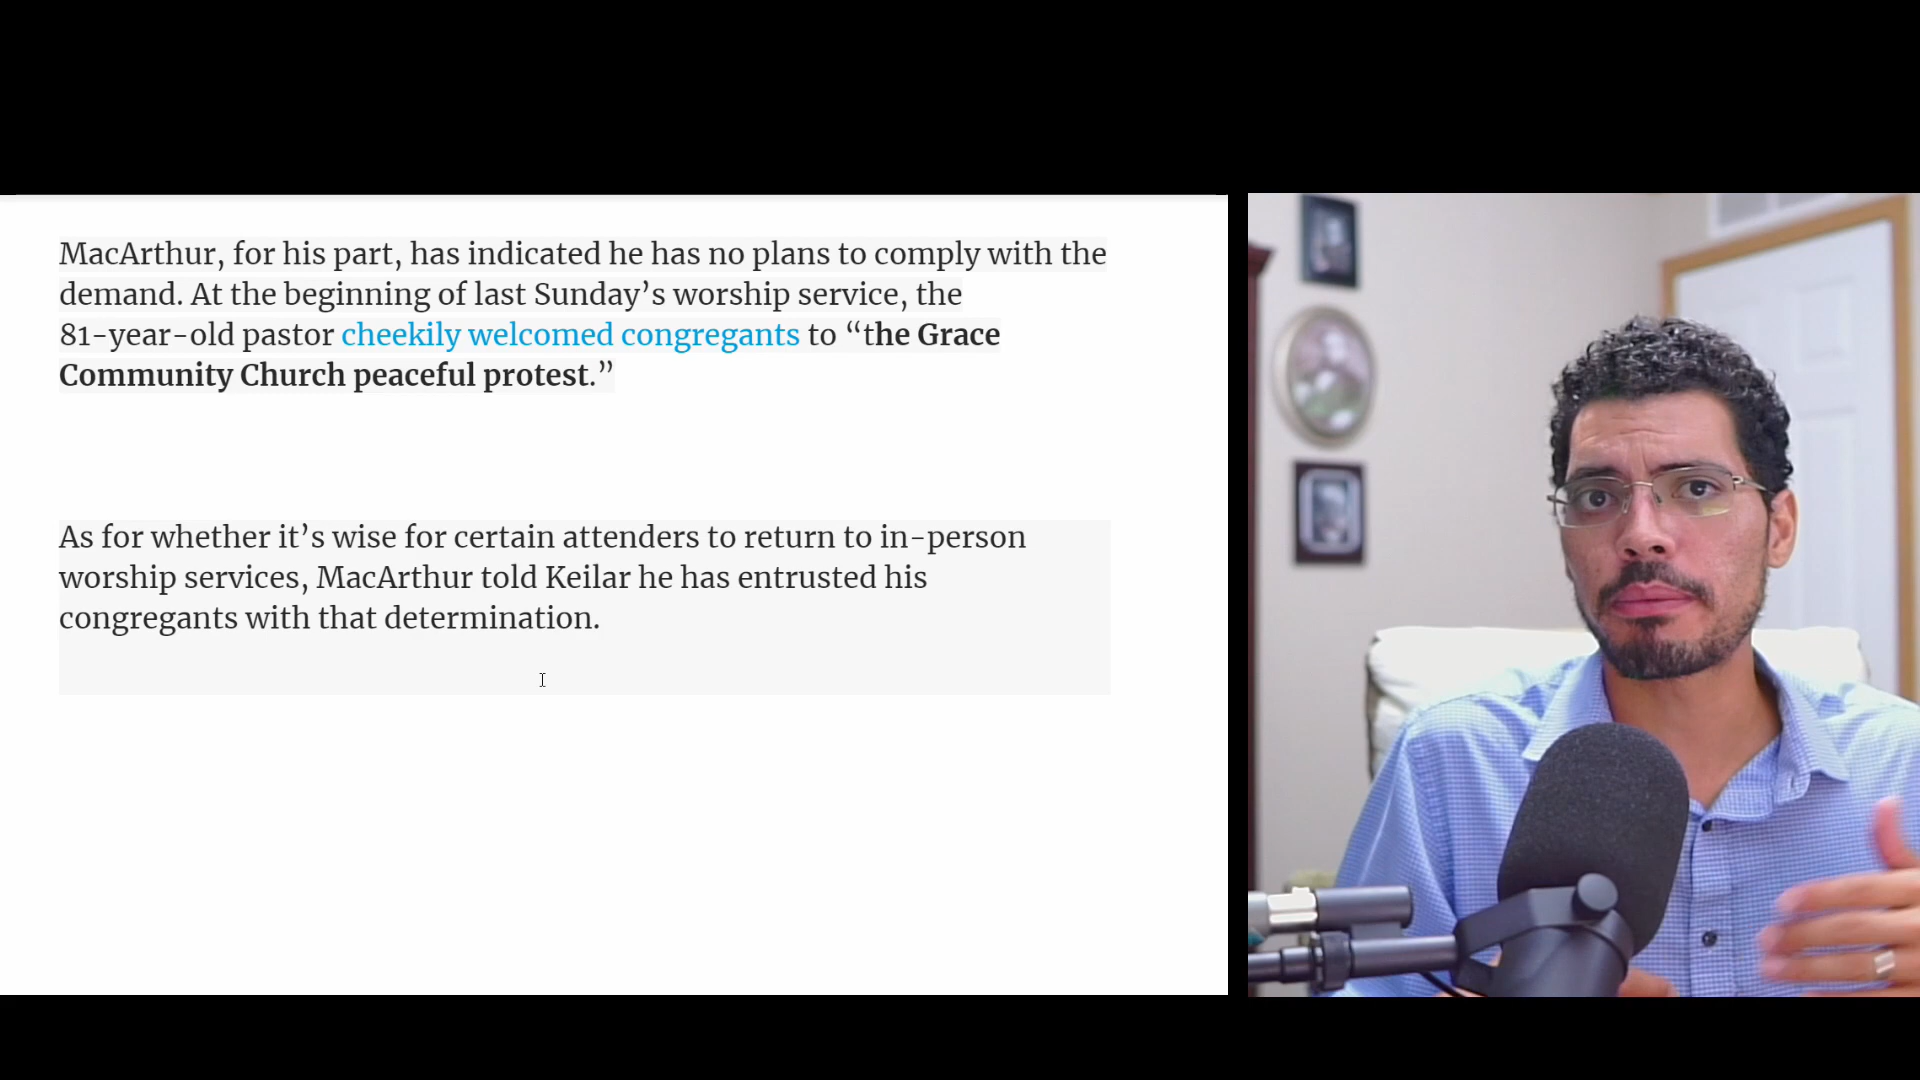 MacArthur, for his part, has indicated he has no plans to comply with the
demand. At the beginning of last Sunday’s worship service, the
81-year-old pastor cheekily welcomed congregants to “the Grace
Community Church peaceful protest.”
As for whether it’s wise for certain attenders to return to in-person
worship services, MacArthur told Keilar he has entrusted his
congregants with that determination.